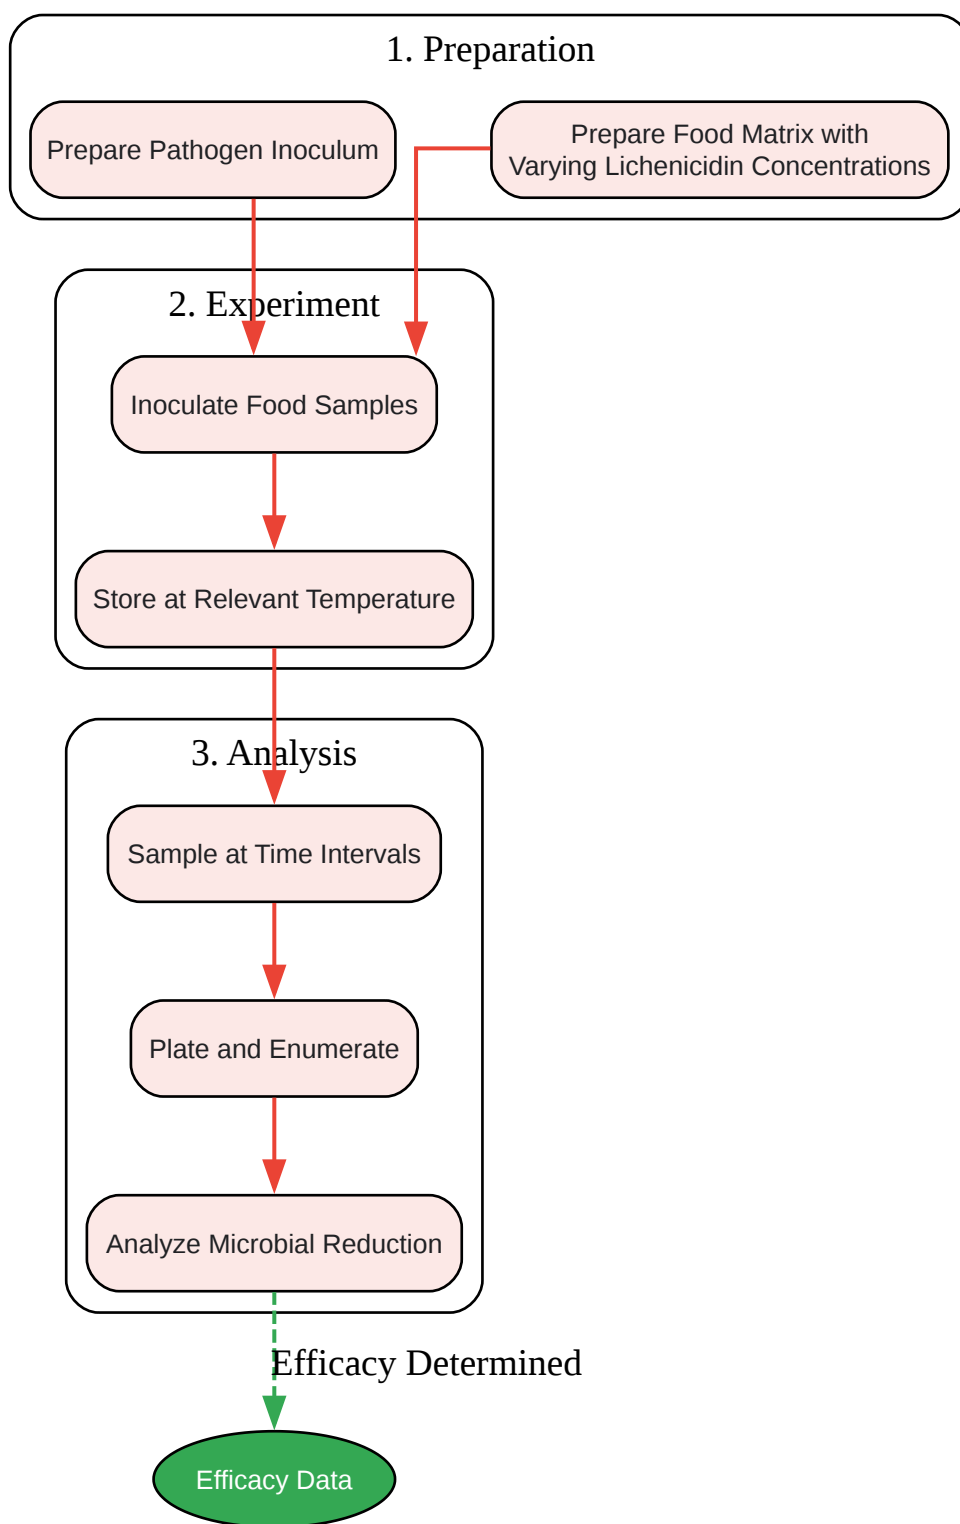 1. Preparation
Prepare Pathogen Inoculum
Prepare Food Matrix with
Varying Lichenicidin Concentrations
2. Experiment
Inoculate Food Samples
Store at Relevant Temperature
3. Analysis
Sample at Time Intervals
Plate and Enumerate
Analyze Microbial Reduction
Efficacy Determined
Efficacy Data